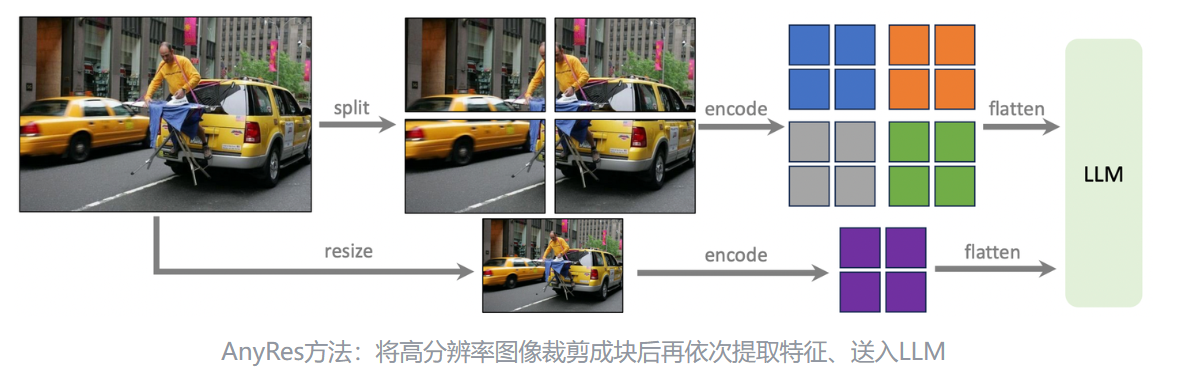 split
encode
flatten
LLM
resize
encode
flatten
AnyRes方法：将高分辨率图像裁剪成块后再依次提取特征、送入LLM